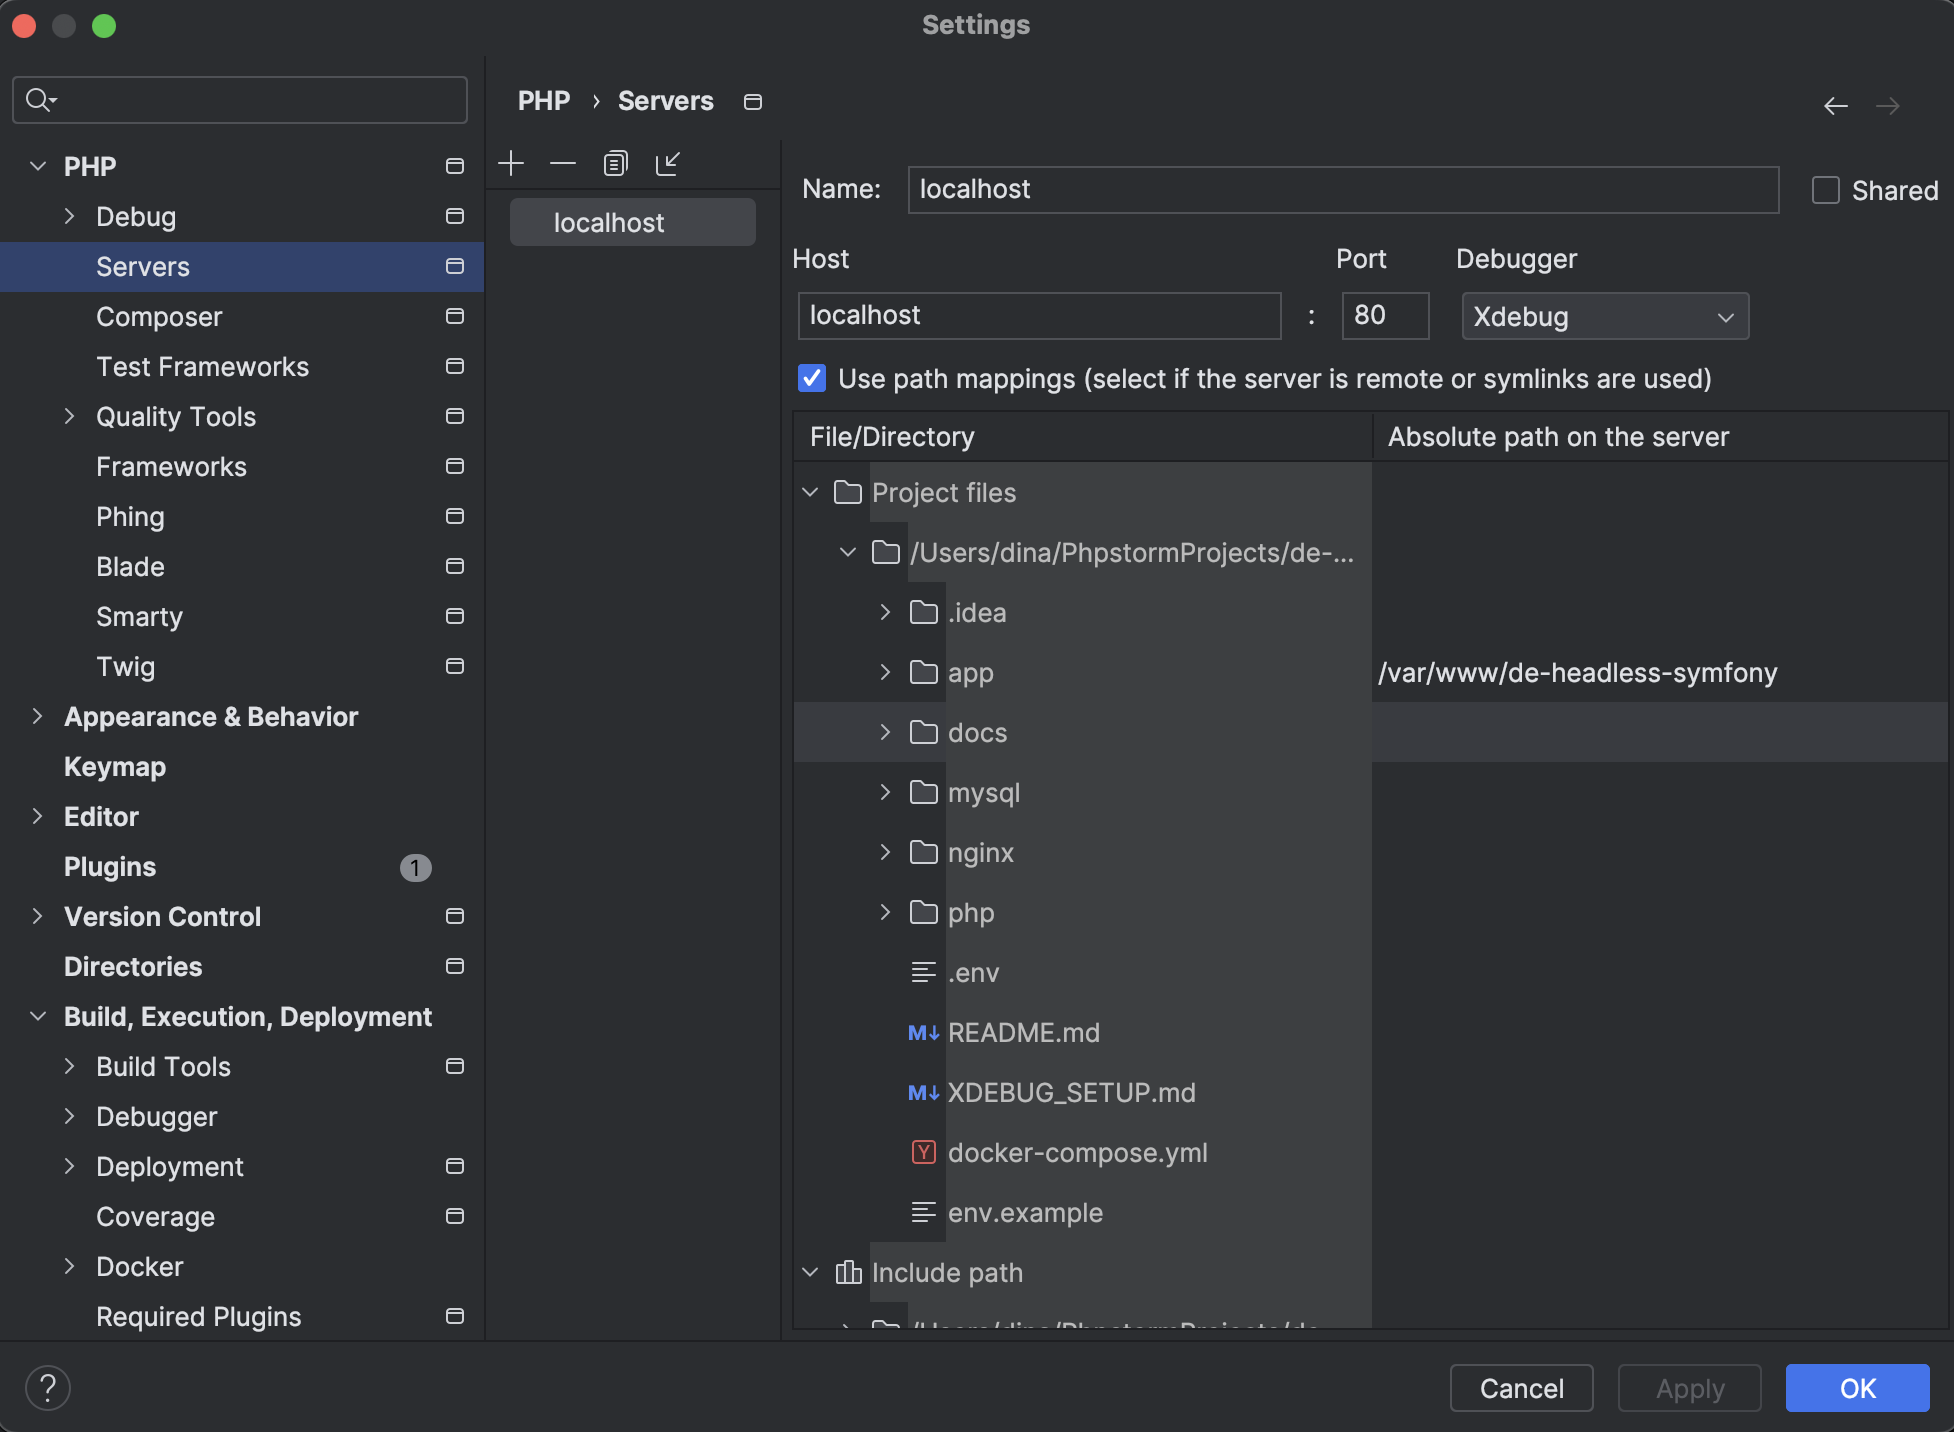 Settings
PHP
Debug
Servers
Composer
Test Frameworks
Quality Tools
Frameworks
Phing
Blade
Smarty
Twig
Appearance & Behavior
Keymap
Editor
Plugins 1
Version Control
Directories
Build, Execution, Deployment
Build Tools
Debugger
Deployment
Coverage
Docker
Required Plugins
PHP › Servers
localhost
Name: localhost Shared
Host Port Debugger
localhost : 80 Xdebug
Use path mappings (select if the server is remote or symlinks are used)
File/Directory Absolute path on the server
Project files
/Users/dina/PhpstormProjects/de-...
.idea
app /var/www/de-headless-symfony
docs
mysql
nginx
php
.env
M↓ README.md
M↓ XDEBUG_SETUP.md
Y docker-compose.yml
env.example
Include path
/Users/dina/PhpstormProjects/de-
? Cancel Apply OK